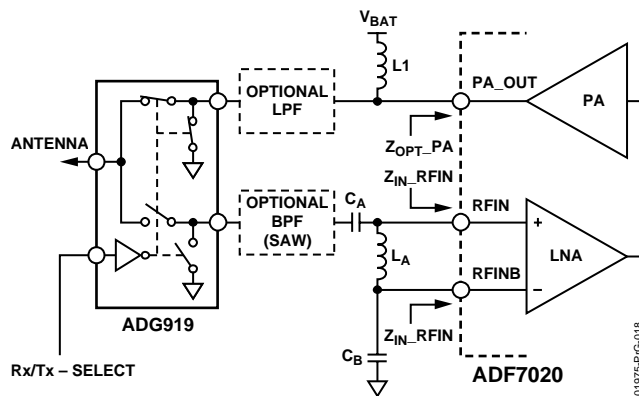 VBAT
L1
PA_OUT
PA
OPTIONAL
LPF
ANTENNA
ZOPT_PA
ZIN_RFIN
OPTIONAL
BPF
(SAW)
CA
RFIN
+
LA
LNA
RFINB
−
ZIN_RFIN
CB
ADG919
Rx/Tx – SELECT
ADF7020
01975-PrG-018